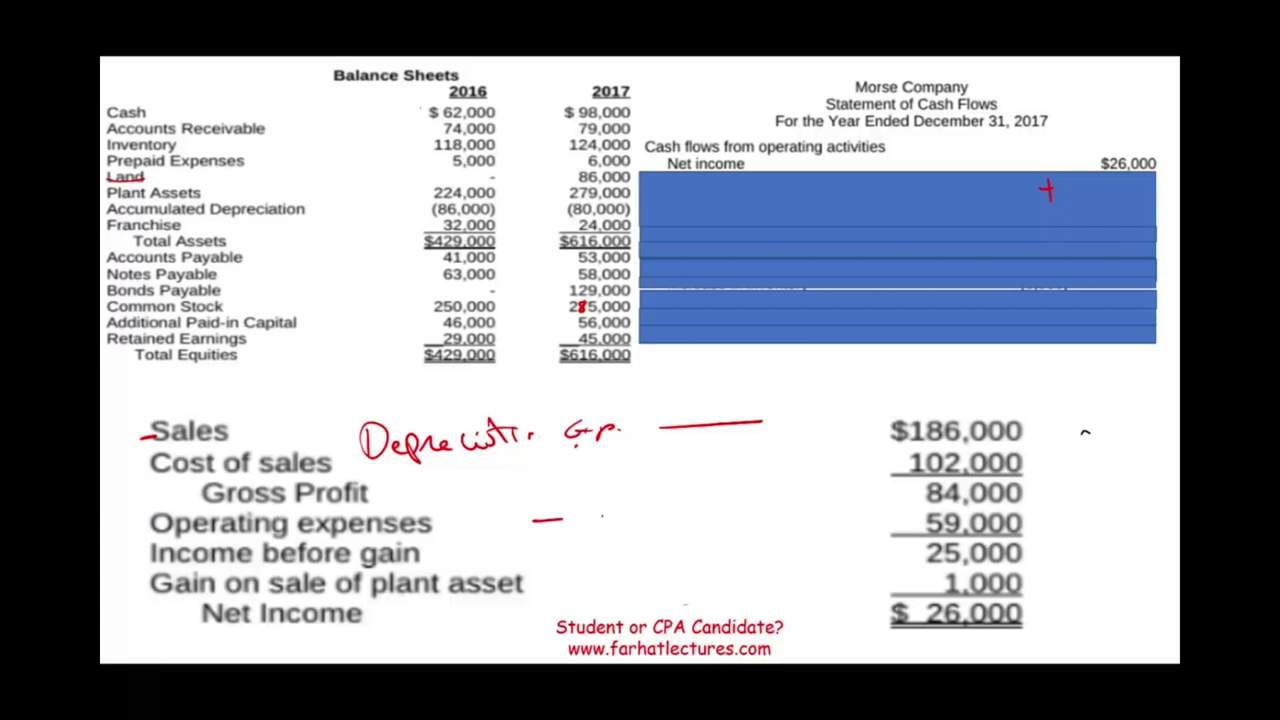 Balance Sheets
2016 2017
Cash $ 62,000 $ 98,000
Accounts Receivable 74,000 79,000
Inventory 118,000 124,000
Prepaid Expenses 5,000 6,000
Land - 86,000
Plant Assets 224,000 279,000
Accumulated Depreciation (86,000) (80,000)
Franchise 32,000 24,000
Total Assets $429,000 $616,000
Accounts Payable 41,000 53,000
Notes Payable 63,000 58,000
Bonds Payable - 129,000
Common Stock 250,000 285,000
Additional Paid-in Capital 46,000 56,000
Retained Earnings 29,000 45,000
Total Equities $429,000 $616,000
Morse Company
Statement of Cash Flows
For the Year Ended December 31, 2017
Cash flows from operating activities
Net income $26,000
+
Sales $186,000
Cost of sales 102,000
Gross Profit 84,000
Operating expenses 59,000
Income before gain 25,000
Gain on sale of plant asset 1,000
Net Income $ 26,000
Student or CPA Candidate?
www.farhatlectures.com